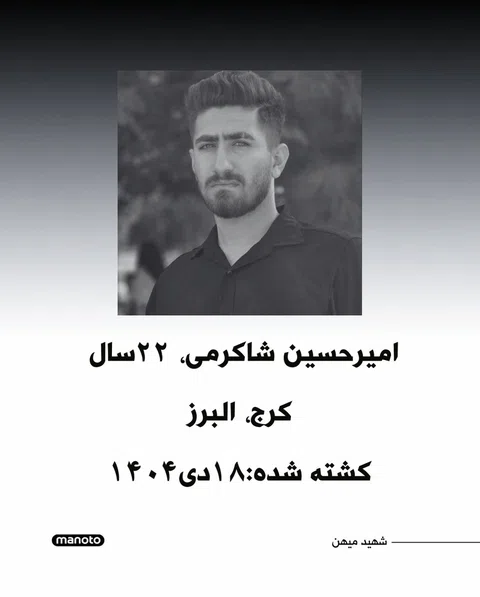 امیرحسین شاکرمی، ۲۲سال
کرج، البرز
کشته شده:۱۸دی۱۴۰۴
شهید میهن
manoto